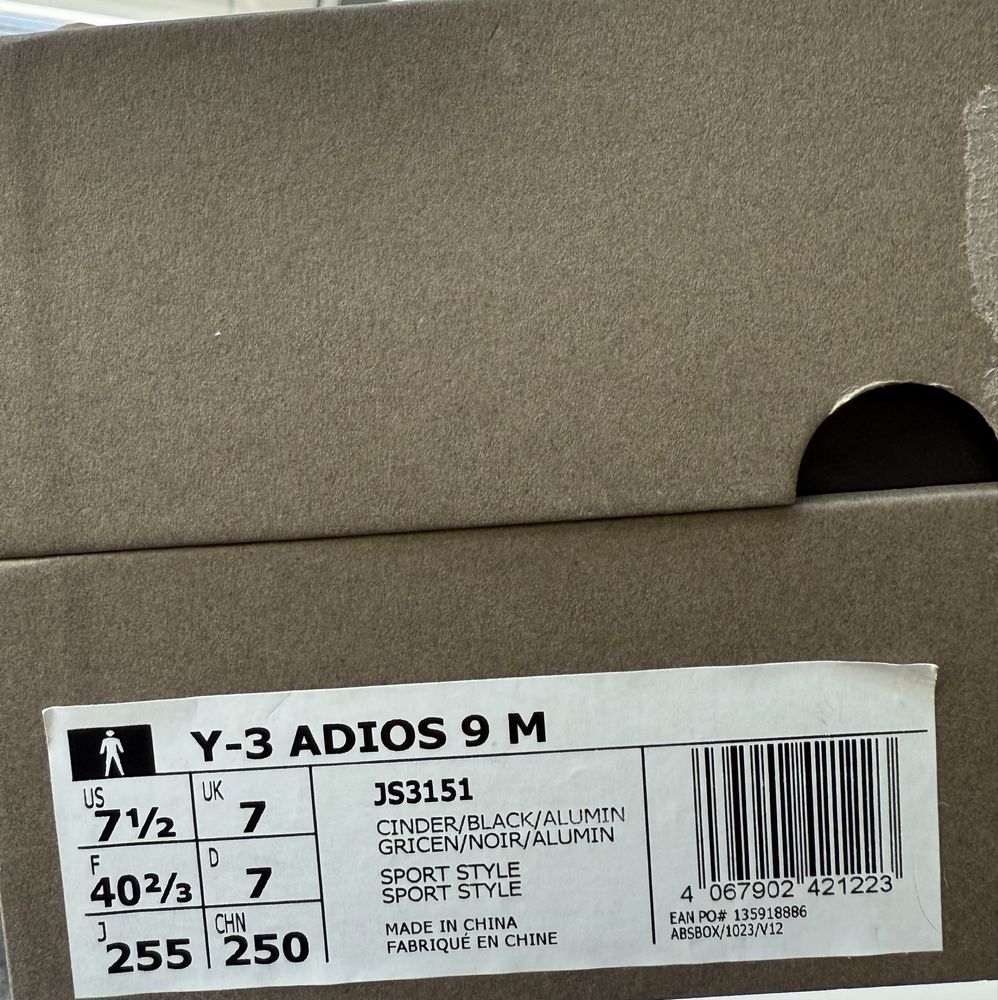 Y-3 ADIOS 9 M
US
7½
UK
7
F
40⅔
D
7
J
255
CHN
250
JS3151
CINDER/BLACK/ALUMIN
GRICEN/NOIR/ALUMIN
SPORT STYLE
SPORT STYLE
MADE IN CHINA
FABRIQUÉ EN CHINE
4 067902 421223
EAN PO# 135918886
ABSBOX/1023/V12